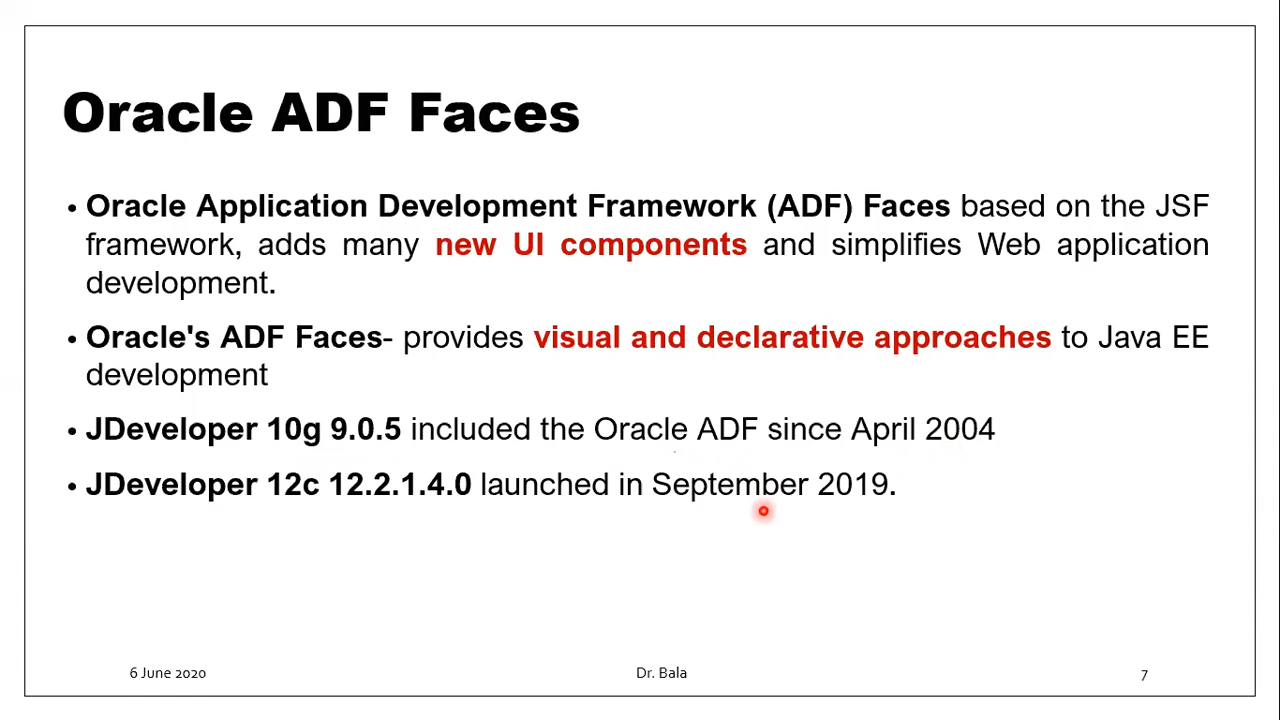 Oracle ADF Faces
• Oracle Application Development Framework (ADF) Faces based on the JSF
framework, adds many new UI components and simplifies Web application
development.
• Oracle's ADF Faces- provides visual and declarative approaches to Java EE
development
• JDeveloper 10g 9.0.5 included the Oracle ADF since April 2004
• JDeveloper 12c 12.2.1.4.0 launched in September 2019.
6 June 2020
Dr. Bala
7